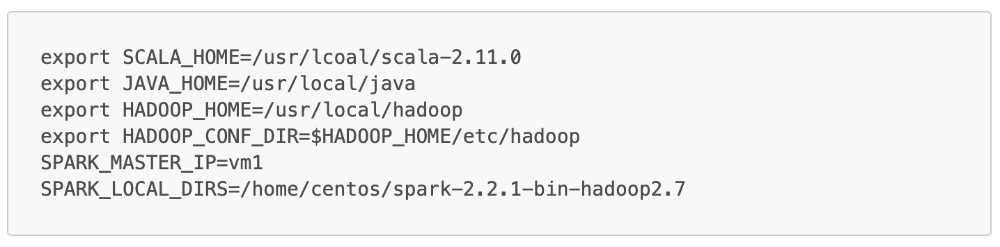 export SCALA_HOME=/usr/lcoal/scala-2.11.0
export JAVA_HOME=/usr/local/java
export HADOOP_HOME=/usr/local/hadoop
export HADOOP_CONF_DIR=$HADOOP_HOME/etc/hadoop
SPARK_MASTER_IP=vm1
SPARK_LOCAL_DIRS=/home/centos/spark-2.2.1-bin-hadoop2.7